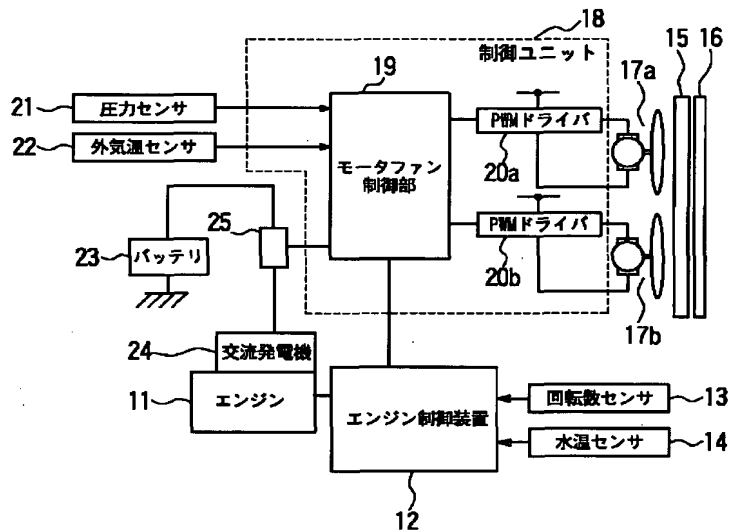 18
制御ユニット
19
17a
15
16
21
圧力センサ
22
外気温センサ
モータファン
制御部
PWMドライバ
20a
25
23
バッテリ
PWMドライバ
20b
17b
24
交流発電機
11
エンジン
エンジン制御装置
回転数センサ
13
水温センサ
14
12